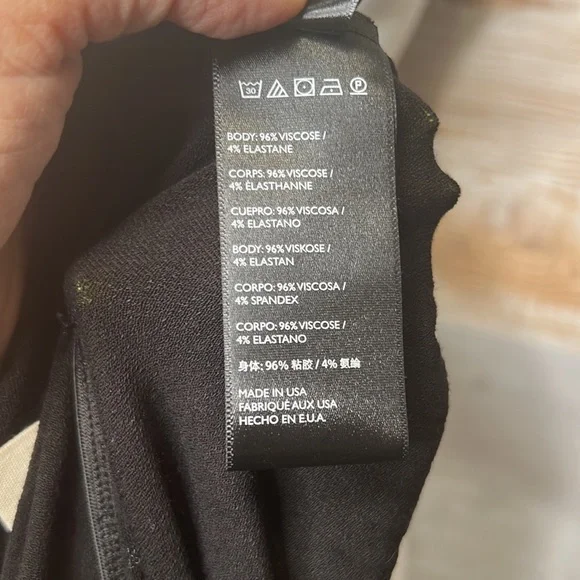 30
P
BODY: 96% VISCOSE /
4% ELASTANE
CORPS: 96% VISCOSE /
4% ÉLASTHANNE
CUEPRO: 96% VISCOSA /
4% ELASTANO
BODY: 96% VISKOSE /
4% ELASTAN
CORPO: 96% VISCOSA /
4% SPANDEX
CORPO: 96% VISCOSE /
4% ELASTANO
身体: 96% 粘胶 / 4% 氨纶
MADE IN USA
FABRIQUÉ AUX USA
HECHO EN E.U.A.